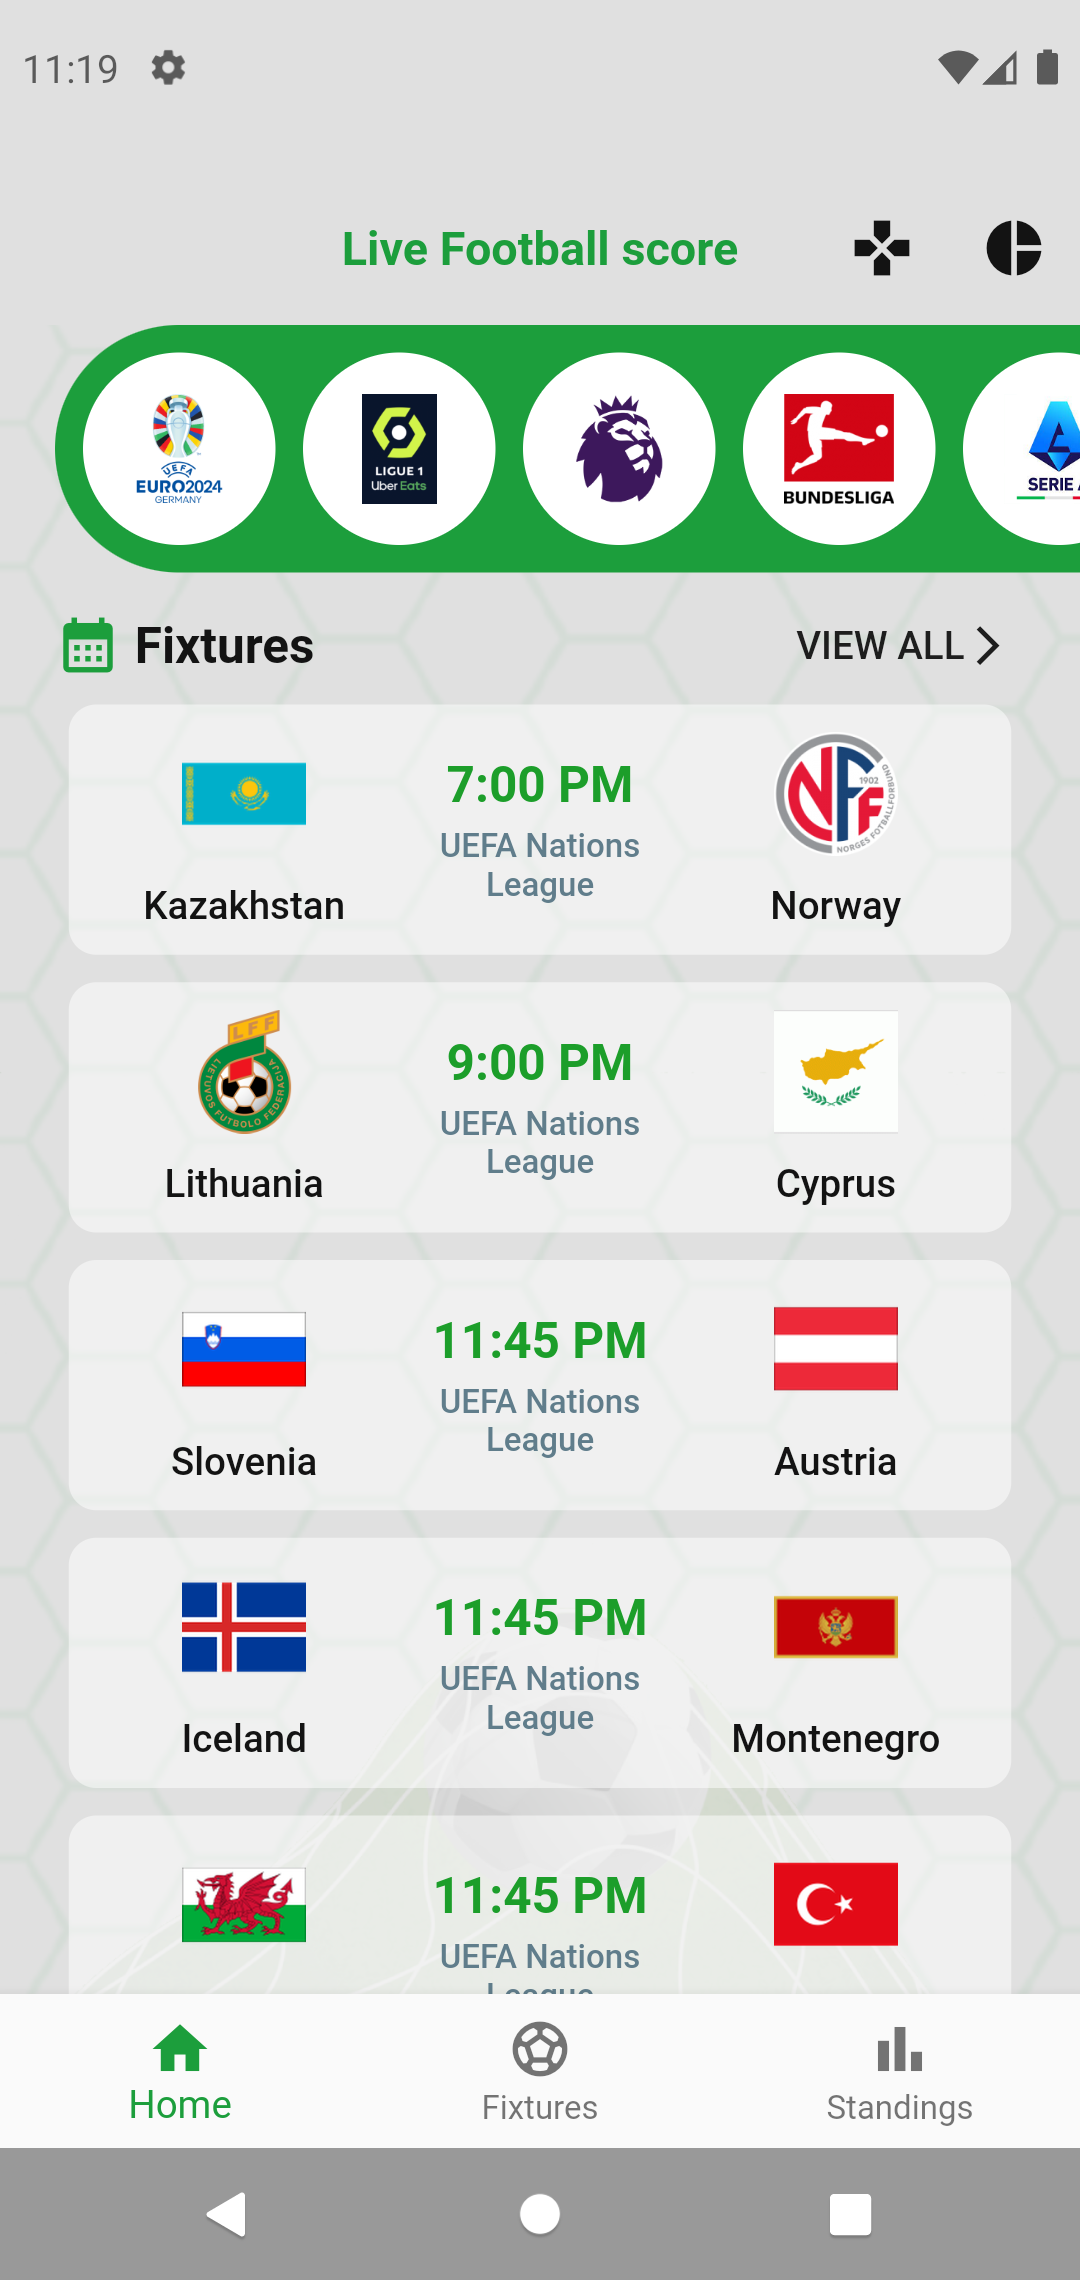 11:19
Live Football score
UEFA
EURO2024
GERMANY
LIGUE 1
Uber Eats
BUNDESLIGA
SERIE A
Fixtures
VIEW ALL
7:00 PM
UEFA Nations
League
Kazakhstan
1902
NFF
NORGES FOTBALLFORBUND
Norway
LFF
LIETUVOS FUTBOLO FEDERACIJA
9:00 PM
UEFA Nations
League
Lithuania
Cyprus
11:45 PM
UEFA Nations
League
Slovenia
Austria
11:45 PM
UEFA Nations
League
Iceland
Montenegro
11:45 PM
UEFA Nations
League
Home
Fixtures
Standings